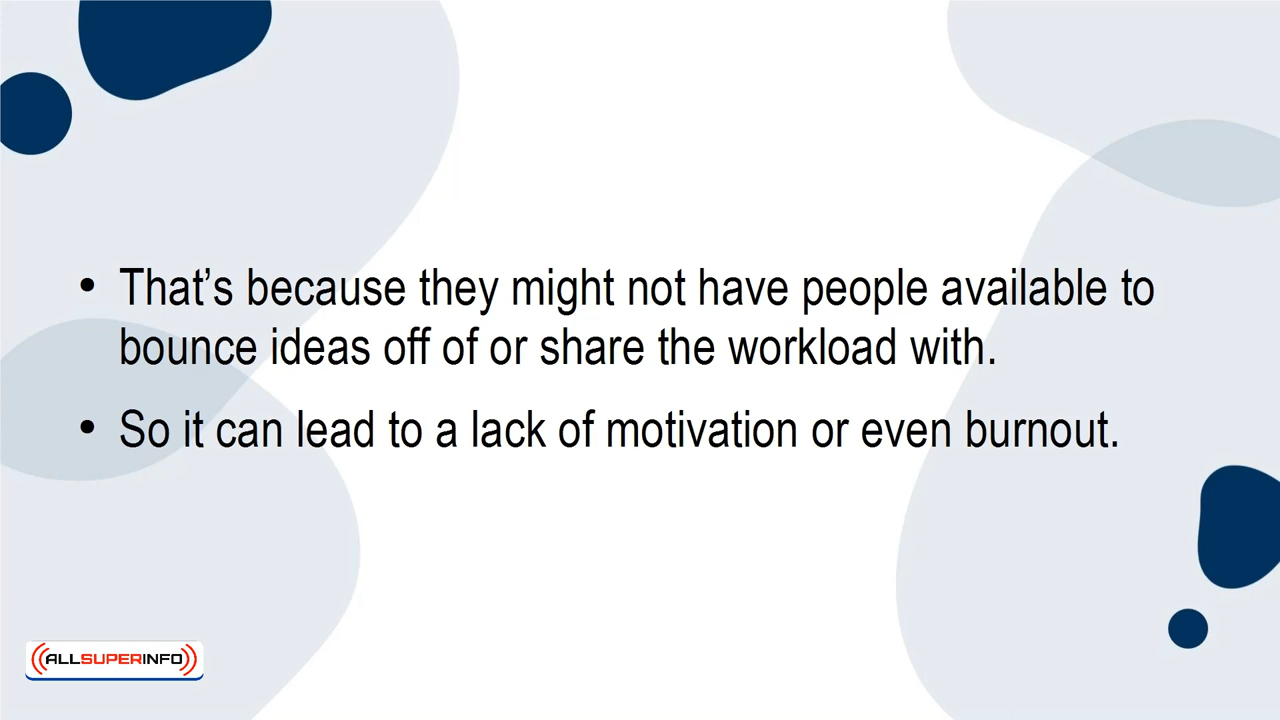 • That’s because they might not have people available to
bounce ideas off of or share the workload with.
• So it can lead to a lack of motivation or even burnout.
ALLSUPERINFO